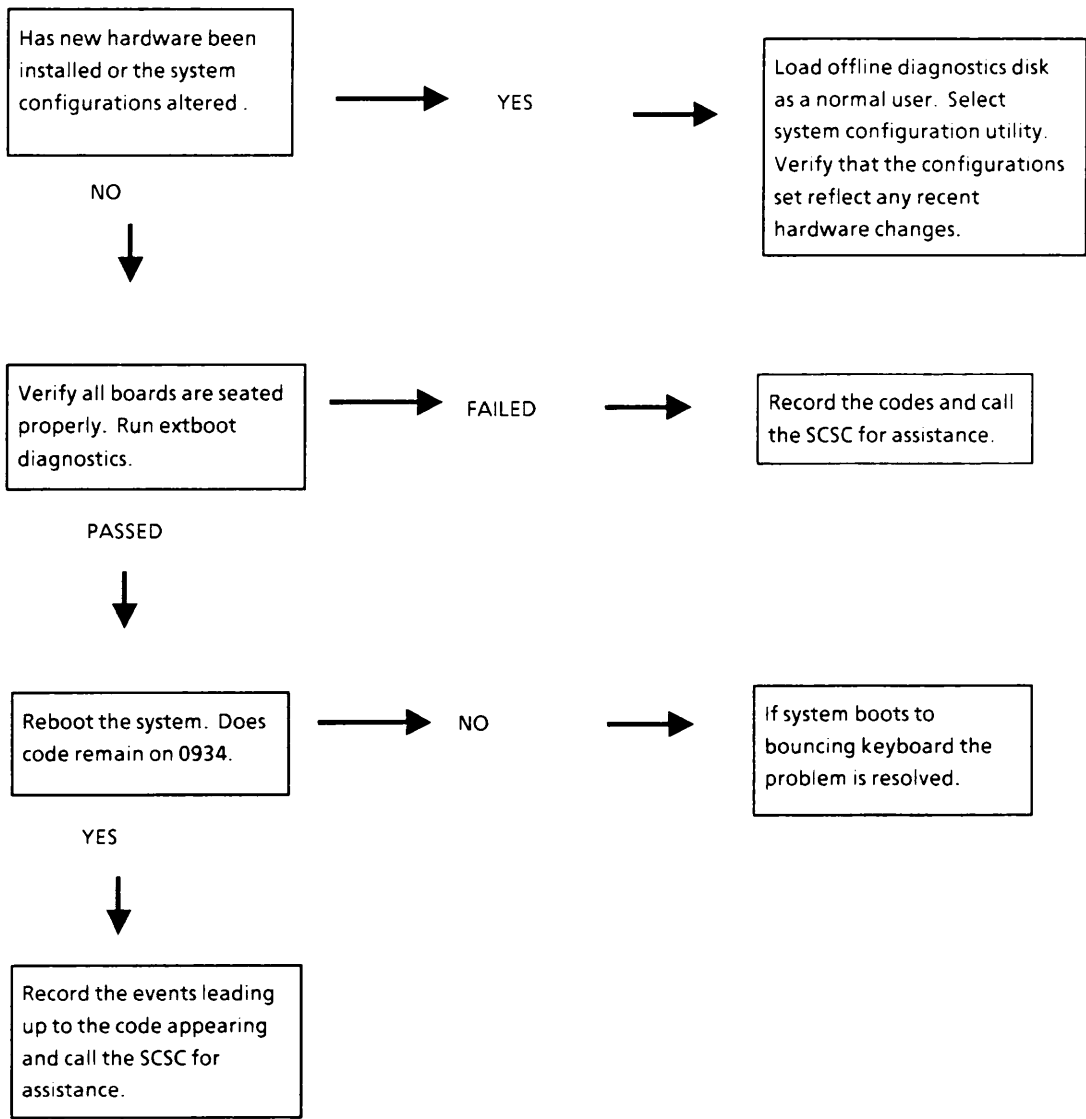 Has new hardware been
installed or the system
configurations altered .
YES
Load offline diagnostics disk
as a normal user. Select
system configuration utility.
Verify that the configurations
set reflect any recent
hardware changes.
NO
Verify all boards are seated
properly. Run extboot
diagnostics.
FAILED
Record the codes and call
the SCSC for assistance.
PASSED
Reboot the system. Does
code remain on 0934.
NO
If system boots to
bouncing keyboard the
problem is resolved.
YES
Record the events leading
up to the code appearing
and call the SCSC for
assistance.